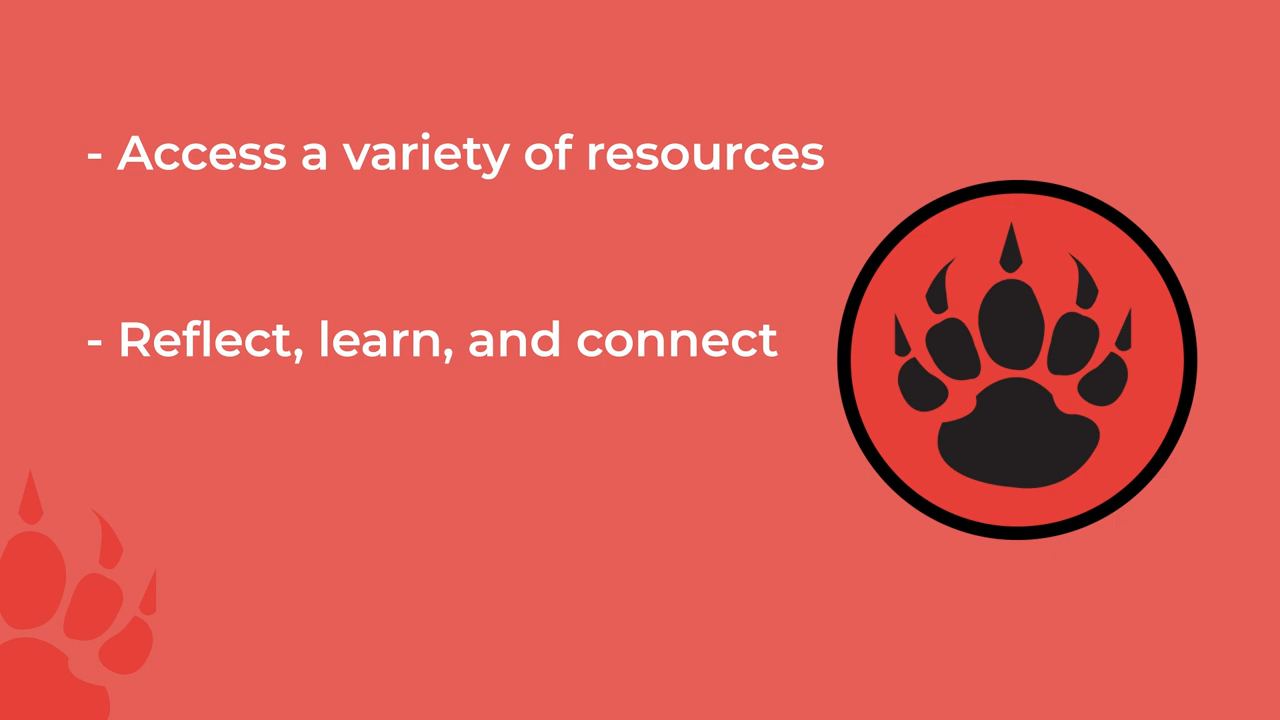 - Access a variety of resources
- Reflect, learn, and connect